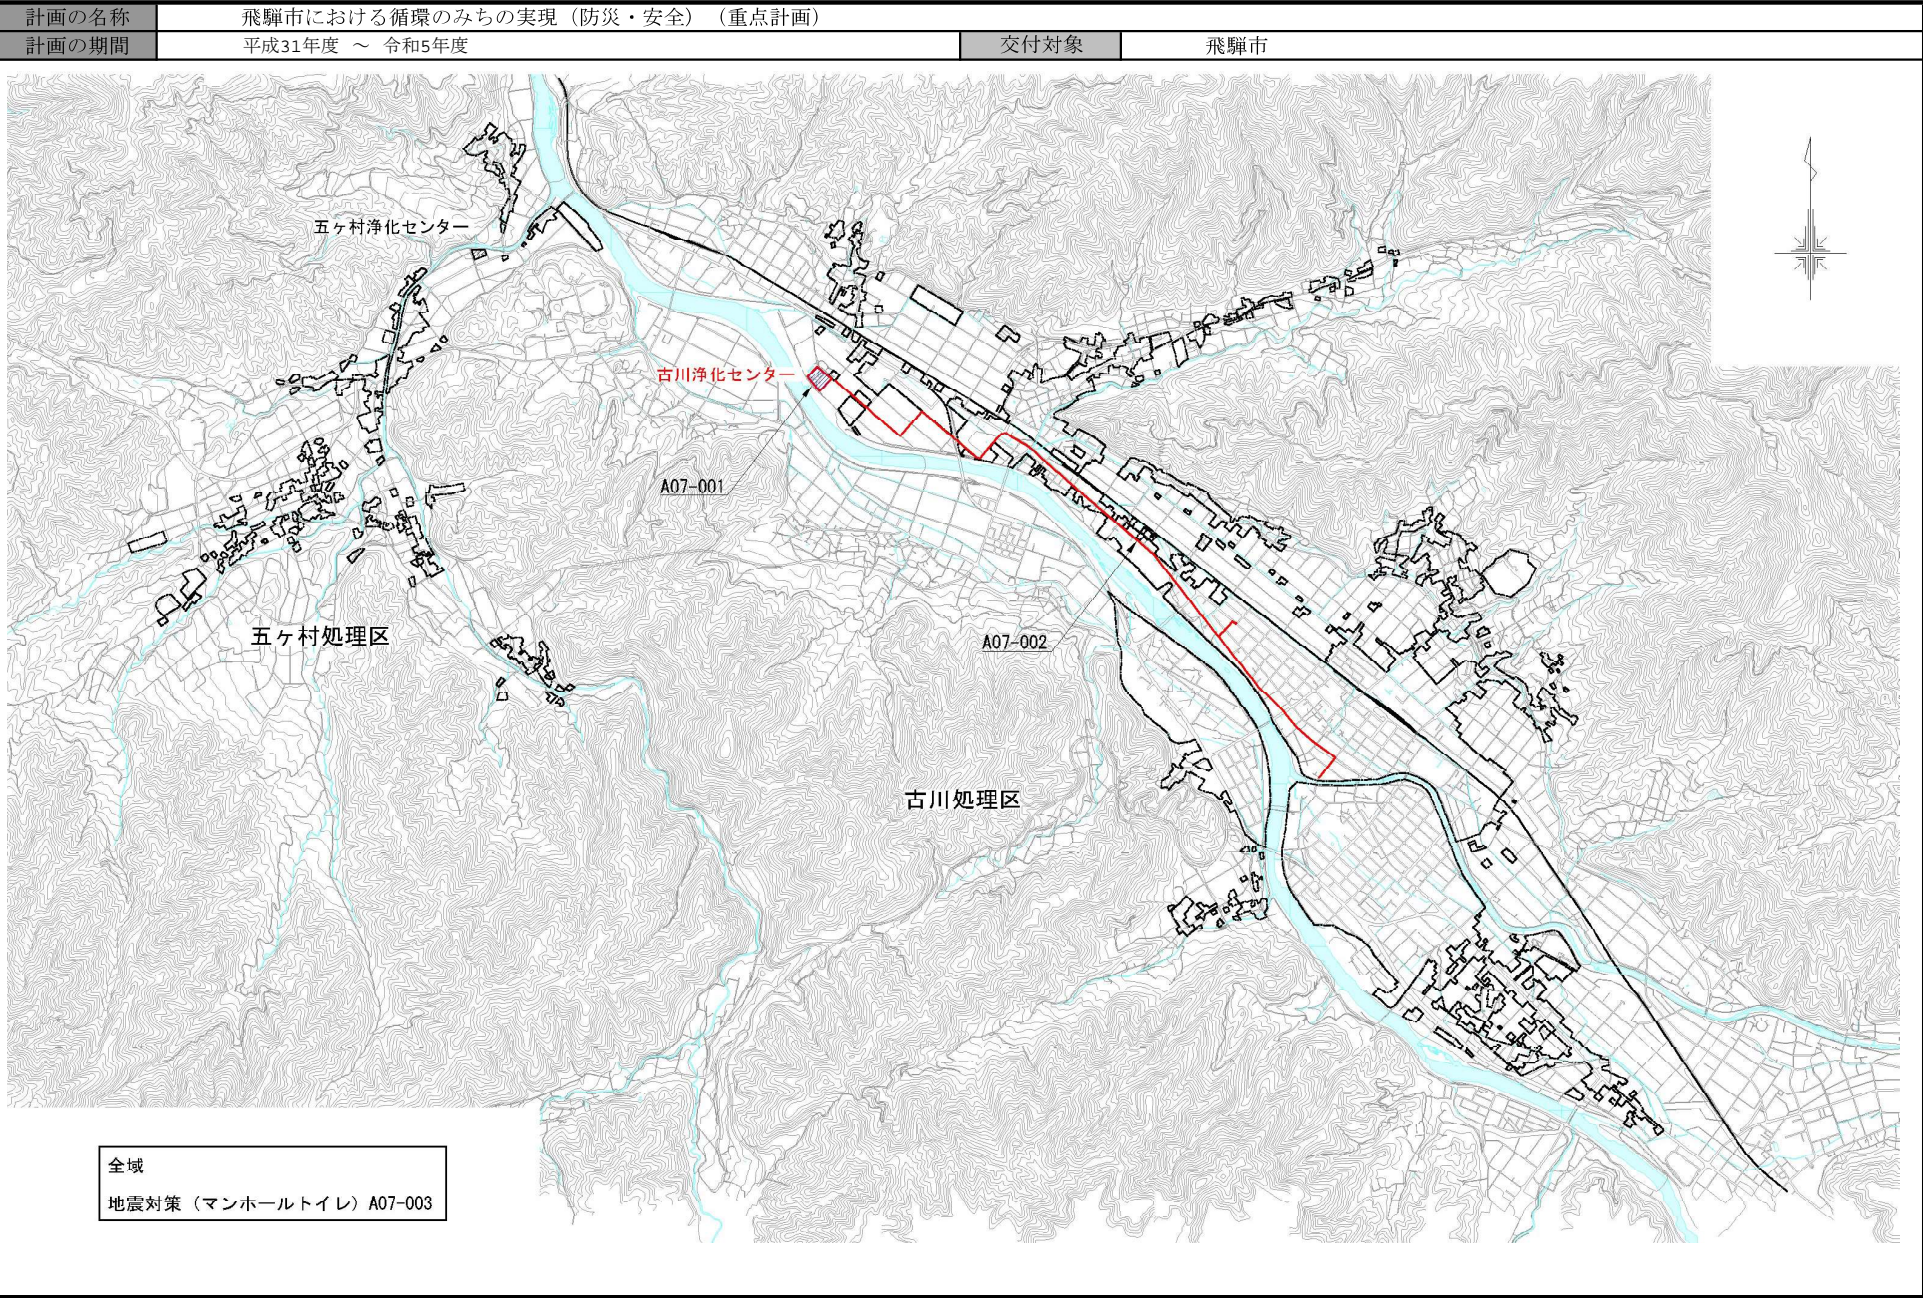 計画の名称 飛騨市における循環のみちの実現（防災・安全）（重点計画）
計画の期間 平成31年度 ～ 令和5年度 交付対象 飛騨市
五ヶ村浄化センター
古川浄化センター
A07-001
A07-002
五ヶ村処理区
古川処理区
全域
地震対策（マンホールトイレ）A07-003